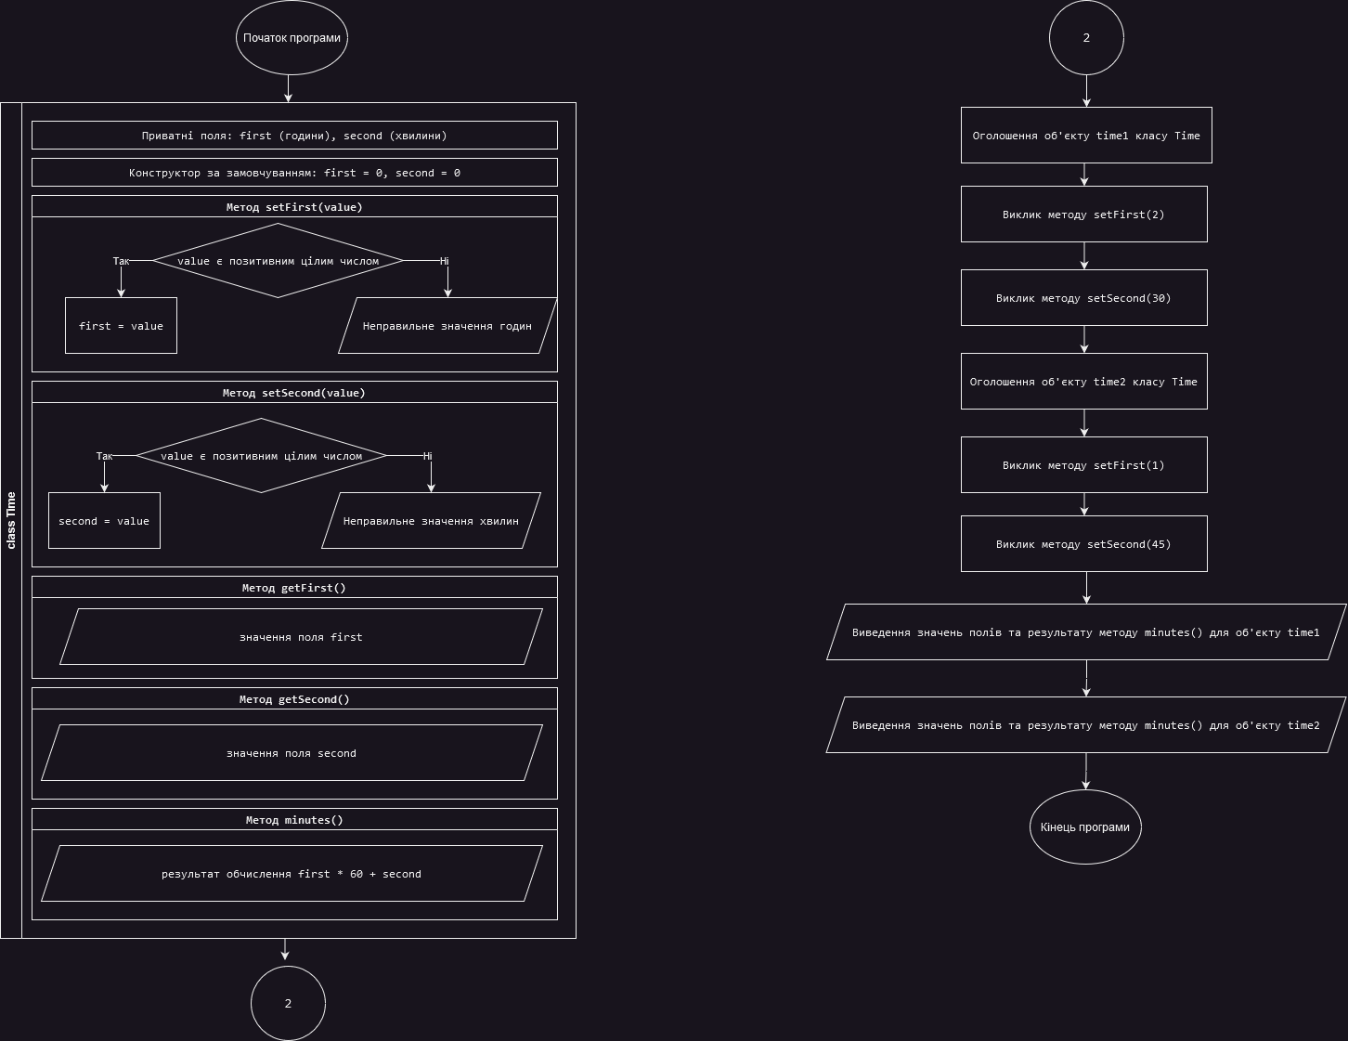 Початок програми
class Time
Приватні поля: first (години), second (хвилини)
Конструктор за замовчуванням: first = 0, second = 0
Метод setFirst(value)
value є позитивним цілим числом
Так
Ні
first = value
Неправильне значення годин
Метод setSecond(value)
value є позитивним цілим числом
Так
Ні
second = value
Неправильне значення хвилин
Метод getFirst()
значення поля first
Метод getSecond()
значення поля second
Метод minutes()
результат обчислення first * 60 + second
2
2
Оголошення об'єкту time1 класу Time
Виклик методу setFirst(2)
Виклик методу setSecond(30)
Оголошення об'єкту time2 класу Time
Виклик методу setFirst(1)
Виклик методу setSecond(45)
Виведення значень полів та результату методу minutes() для об'єкту time1
Виведення значень полів та результату методу minutes() для об'єкту time2
Кінець програми